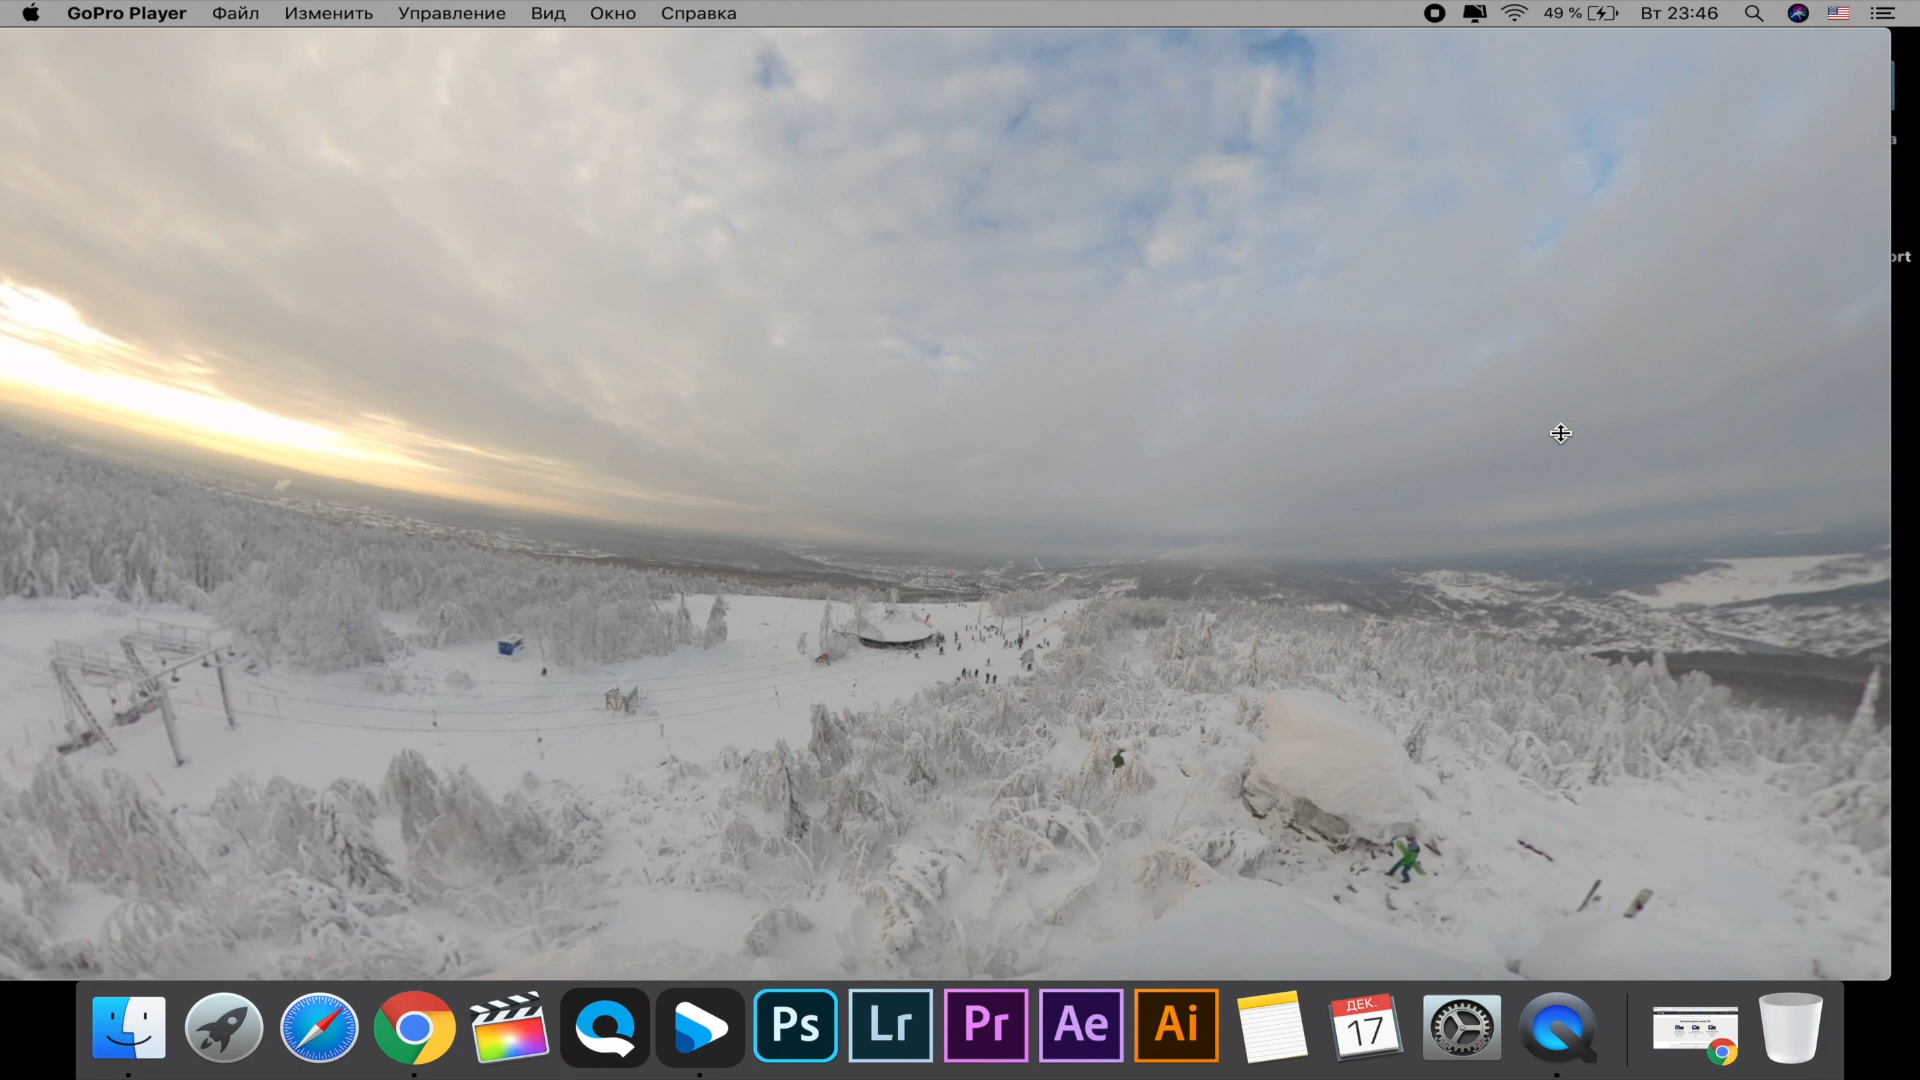 GoPro Player Файл Изменить Управление Вид Окно Справка 49 % Вт 23:46
ort
Ps Lr Pr Ae Ai ДЕК. 17